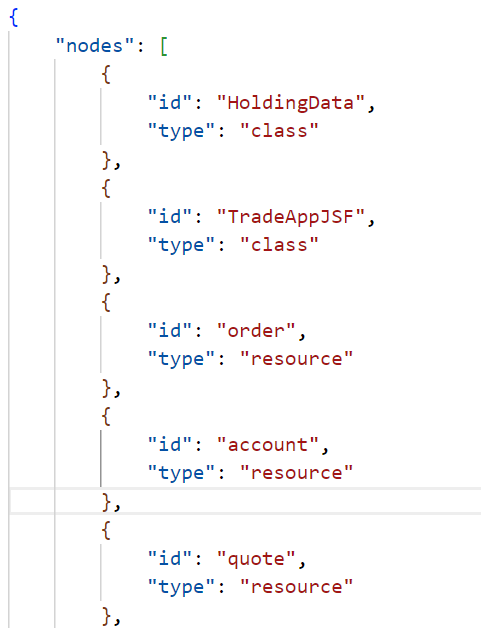 {
    "nodes": [
        {
            "id": "HoldingData",
            "type": "class"
        },
        {
            "id": "TradeAppJSF",
            "type": "class"
        },
        {
            "id": "order",
            "type": "resource"
        },
        {
            "id": "account",
            "type": "resource"
        },
        {
            "id": "quote",
            "type": "resource"
        },